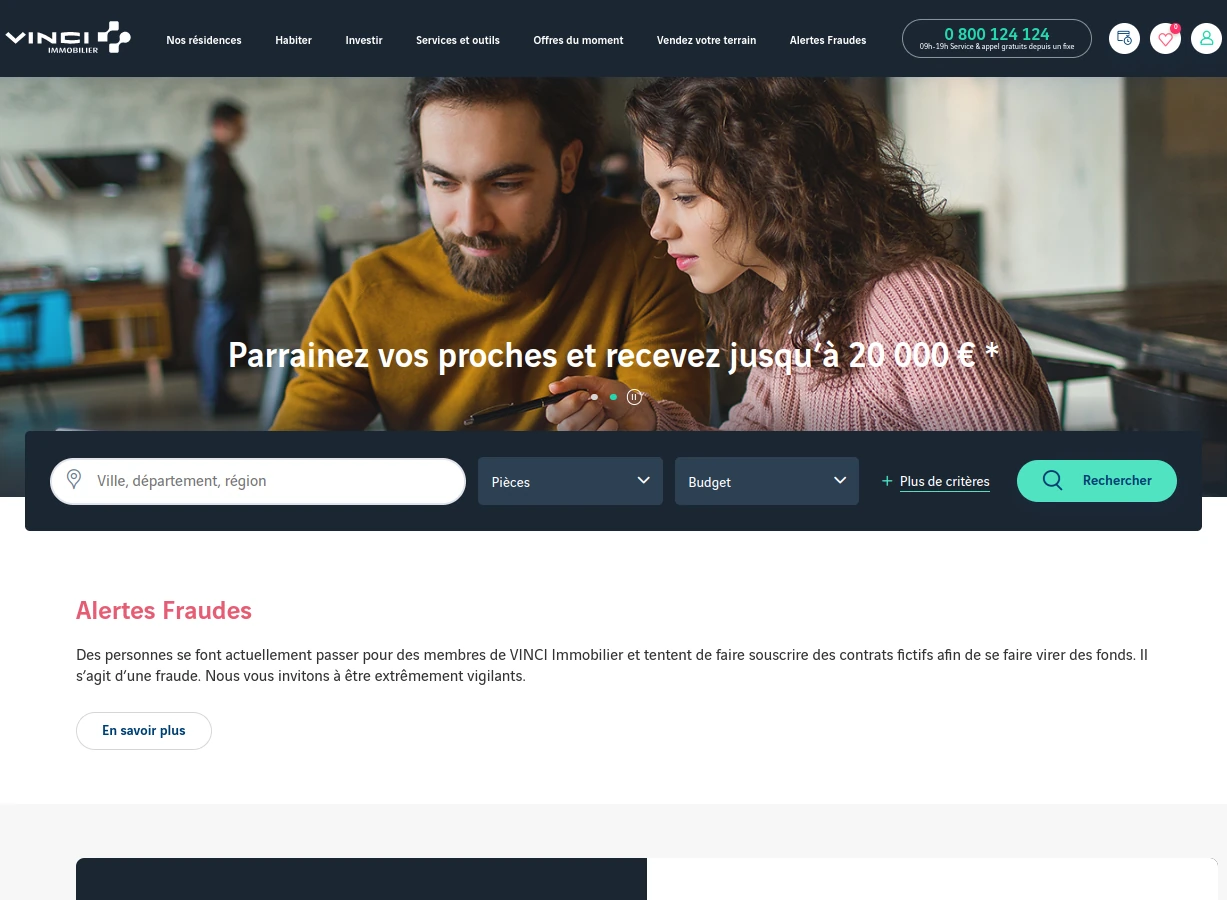 VINCI
IMMOBILIER
Nos résidences
Habiter
Investir
Services et outils
Offres du moment
Vendez votre terrain
Alertes Fraudes
0 800 124 124
09h-19h Service & appel gratuits depuis un fixe
0
Parrainez vos proches et recevez jusqu'à 20 000 € *
Ville, département, région
Pièces
Budget
+ Plus de critères
Rechercher
Alertes Fraudes
Des personnes se font actuellement passer pour des membres de VINCI Immobilier et tentent de faire souscrire des contrats fictifs afin de se faire virer des fonds. Il
s’agit d’une fraude. Nous vous invitons à être extrêmement vigilants.
En savoir plus